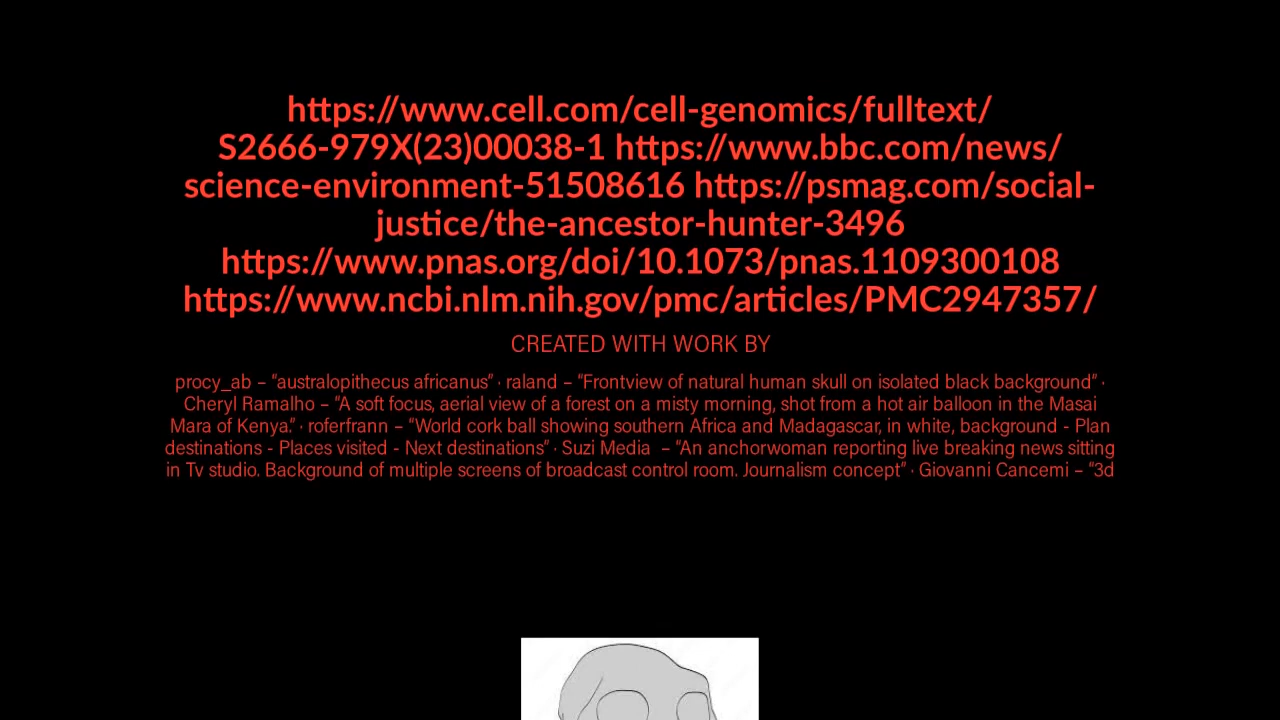 https://www.cell.com/cell-genomics/fulltext/
S2666-979X(23)00038-1 https://www.bbc.com/news/
science-environment-51508616 https://psmag.com/social-
justice/the-ancestor-hunter-3496
https://www.pnas.org/doi/10.1073/pnas.1109300108
https://www.ncbi.nlm.nih.gov/pmc/articles/PMC2947357/
CREATED WITH WORK BY
procy_ab – “australopithecus africanus” · raland – “Frontview of natural human skull on isolated black background” ·
Cheryl Ramalho – “A soft focus, aerial view of a forest on a misty morning, shot from a hot air balloon in the Masai
Mara of Kenya.” · roferfrann – “World cork ball showing southern Africa and Madagascar, in white, background - Plan
destinations - Places visited - Next destinations” · Suzi Media – “An anchorwoman reporting live breaking news sitting
in Tv studio. Background of multiple screens of broadcast control room. Journalism concept” · Giovanni Cancemi – “3d